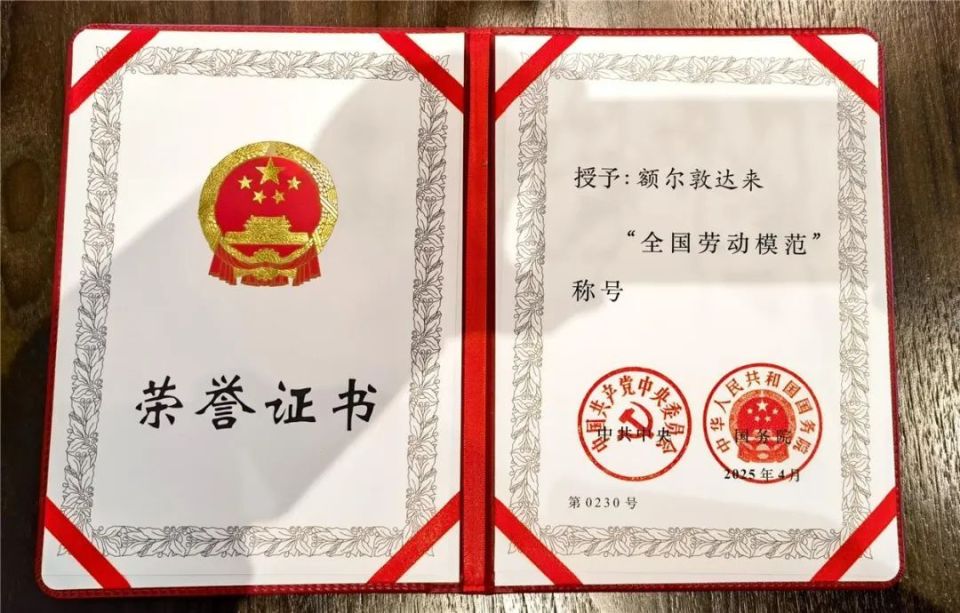 荣誉证书
授予：额尔敦达来
“全国劳动模范”
称号
中国共产党中央委员会
中共中央
中华人民共和国国务院
国务院
2025年4月
第0230号